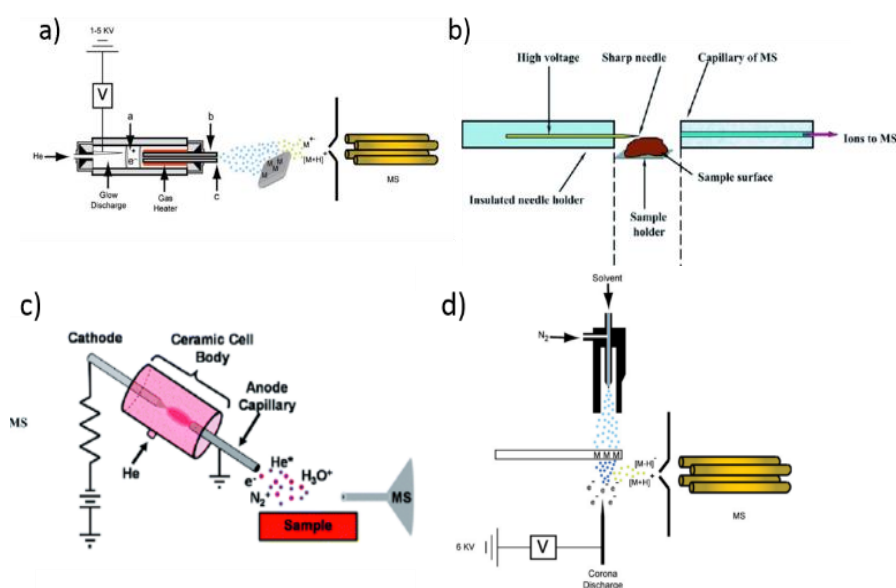 a)
1-5 KV
V
a
b
He
e-
+
M
M
M
M
M+·
[M+H]+
MS
c
Glow
Discharge
Gas
Heater
b)
High voltage
Sharp needle
Capillary of MS
Ions to MS
Insulated needle holder
Sample
holder
Sample surface
c)
Cathode
Ceramic Cell
Body
Anode
Capillary
MS
He
He*
e-
H3O+
N2+
MS
Sample
d)
Solvent
N2
M M M
[M-H]-
[M+H]+
MS
6 KV
V
Corona
Discharge